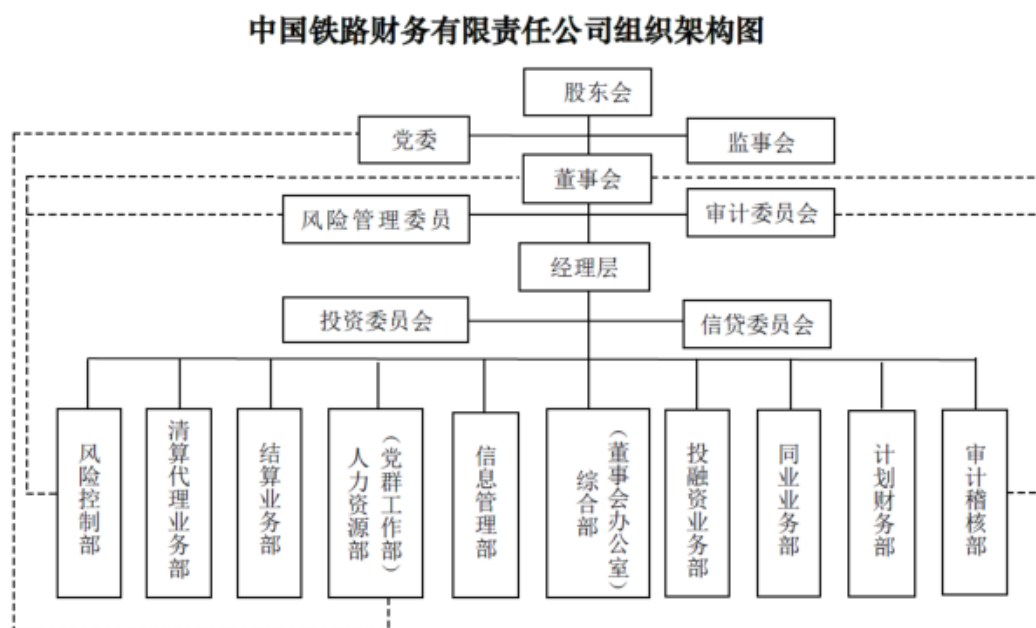 中国铁路财务有限责任公司组织架构图
股东会
党委
监事会
董事会
风险管理委员
审计委员会
经理层
投资委员会
信贷委员会
风险控制部
清算代理业务部
结算业务部
人力资源部
（党群工作部）
信息管理部
综合部
（董事会办公室）
投融资业务部
同业业务部
计划财务部
审计稽核部